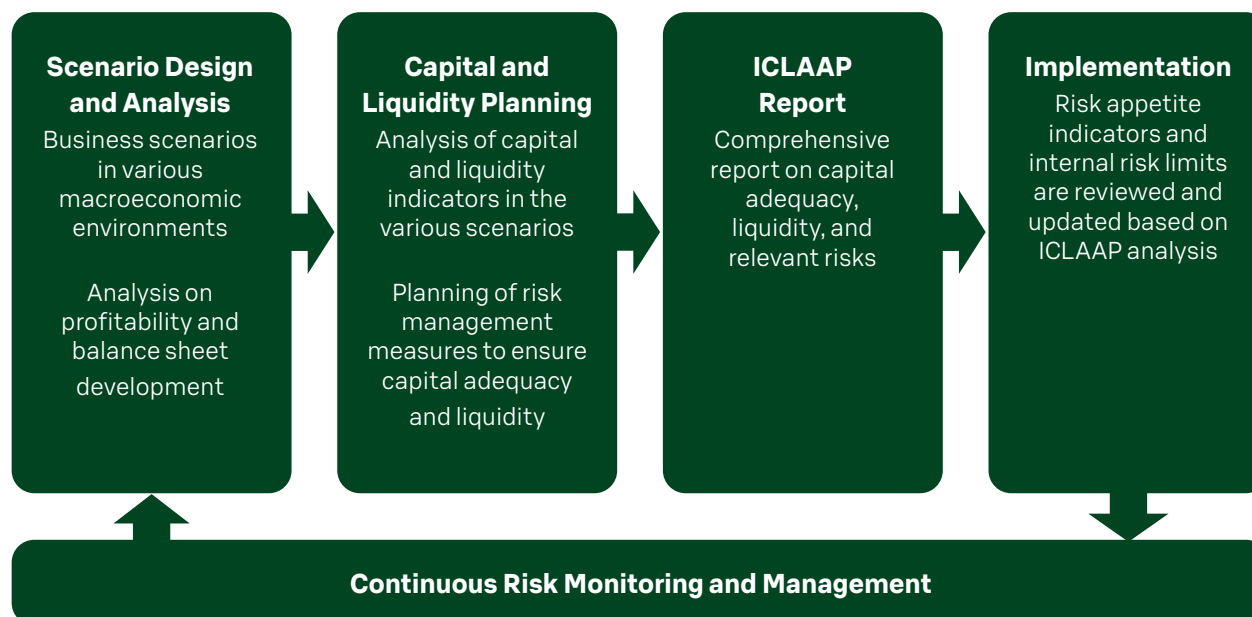 Scenario Design
and Analysis
Business scenarios
in various
macroeconomic
environments
Analysis on
profitability and
balance sheet
development
Capital and
Liquidity Planning
Analysis of capital
and liquidity
indicators in the
various scenarios
Planning of risk
management
measures to ensure
capital adequacy
and liquidity
ICLAAP
Report
Comprehensive
report on capital
adequacy,
liquidity, and
relevant risks
Implementation
Risk appetite
indicators and
internal risk limits
are reviewed and
updated based on
ICLAAP analysis
Continuous Risk Monitoring and Management